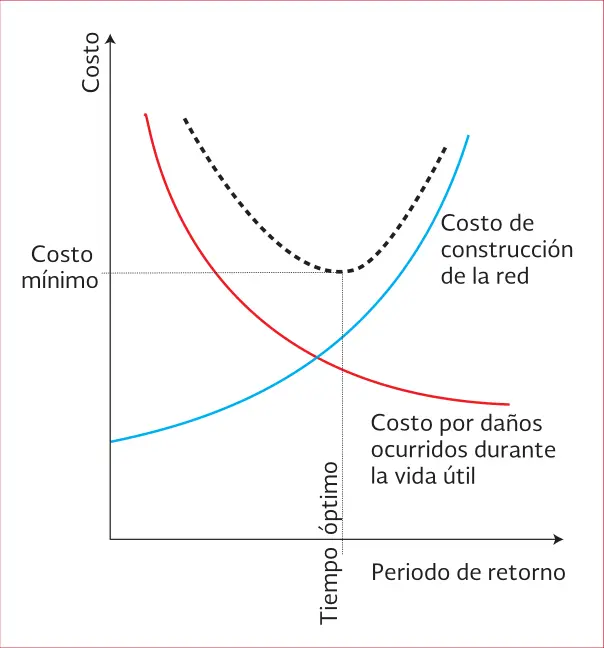 Costo
Costo
mínimo
Costo de
construcción
de la red
Costo por daños
ocurridos durante
la vida útil
Tiempo óptimo
Periodo de retorno